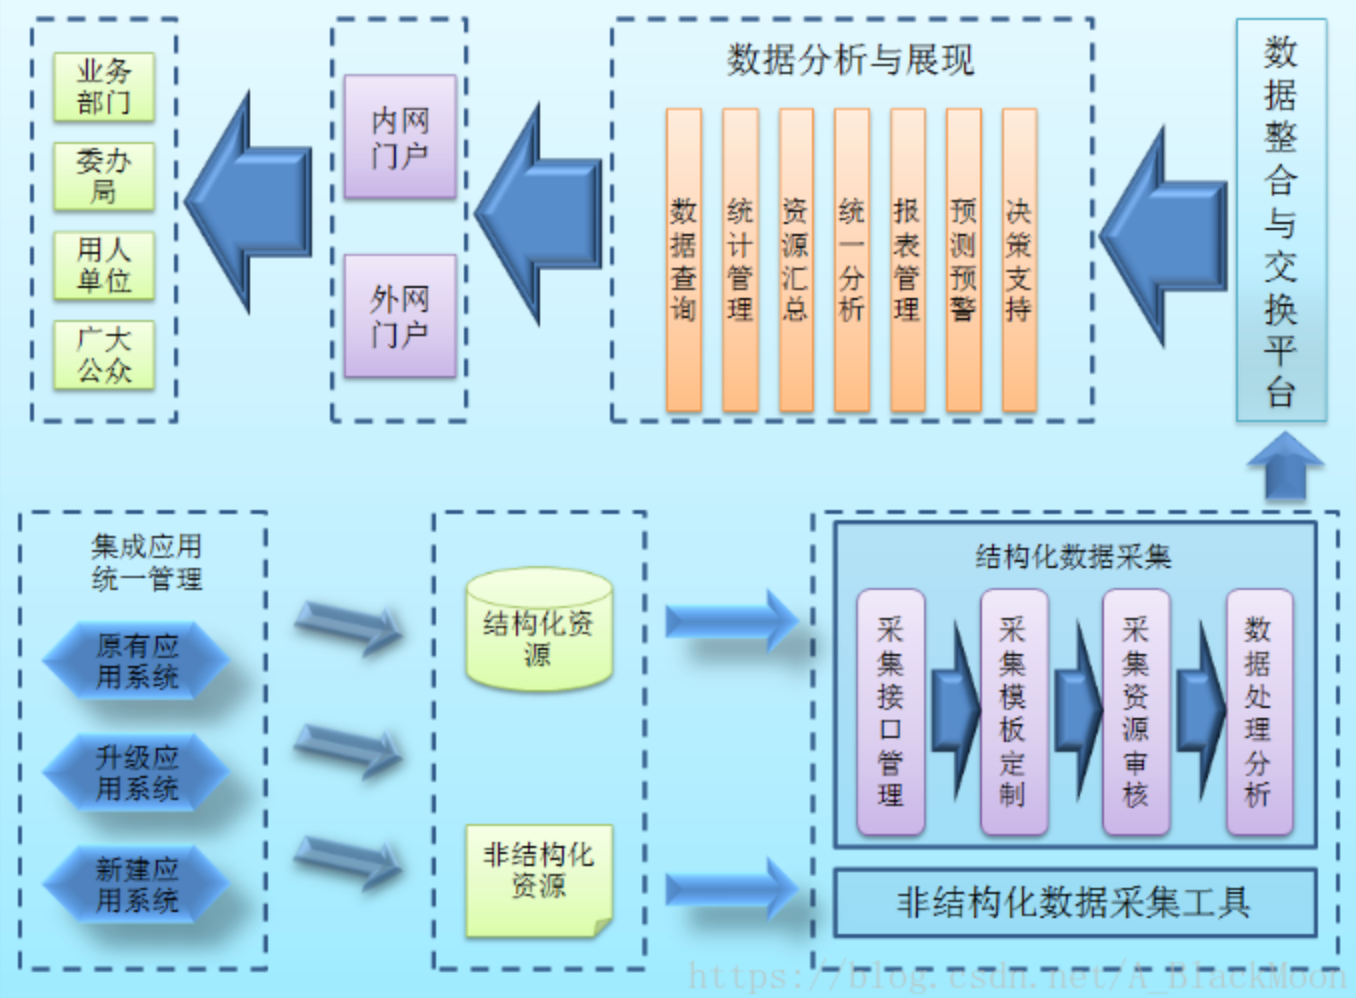 业务
部门
委办
局
用人
单位
广大
公众
内网
门户
外网
门户
数据分析与展现
数据查询
统计管理
资源汇总
统一分析
报表管理
预测预警
决策支持
数据整合与交换平台
集成应用
统一管理
原有应
用系统
升级应
用系统
新建应
用系统
结构化资
源
非结构化
资源
结构化数据采集
采集接口管理
采集模板定制
采集资源审核
数据处理分析
非结构化数据采集工具
https://blog.csdn.net/A_BlackMoon